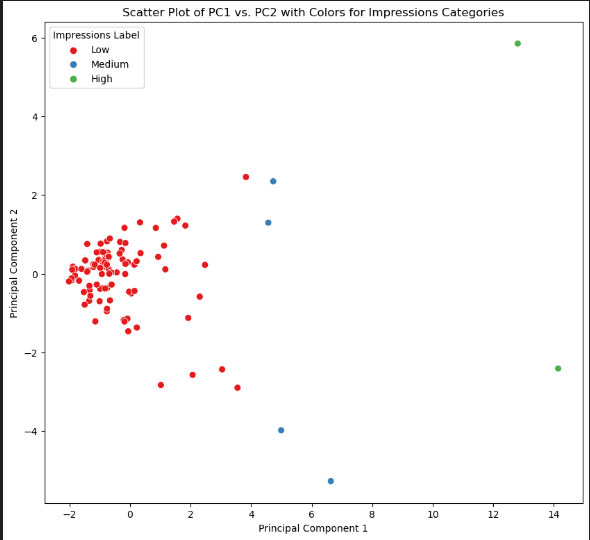 Scatter Plot of PC1 vs. PC2 with Colors for Impressions Categories
Impressions Label
Low
Medium
High
Principal Component 2
6
4
2
0
−2
−4
−2
0
2
4
6
8
10
12
14
Principal Component 1